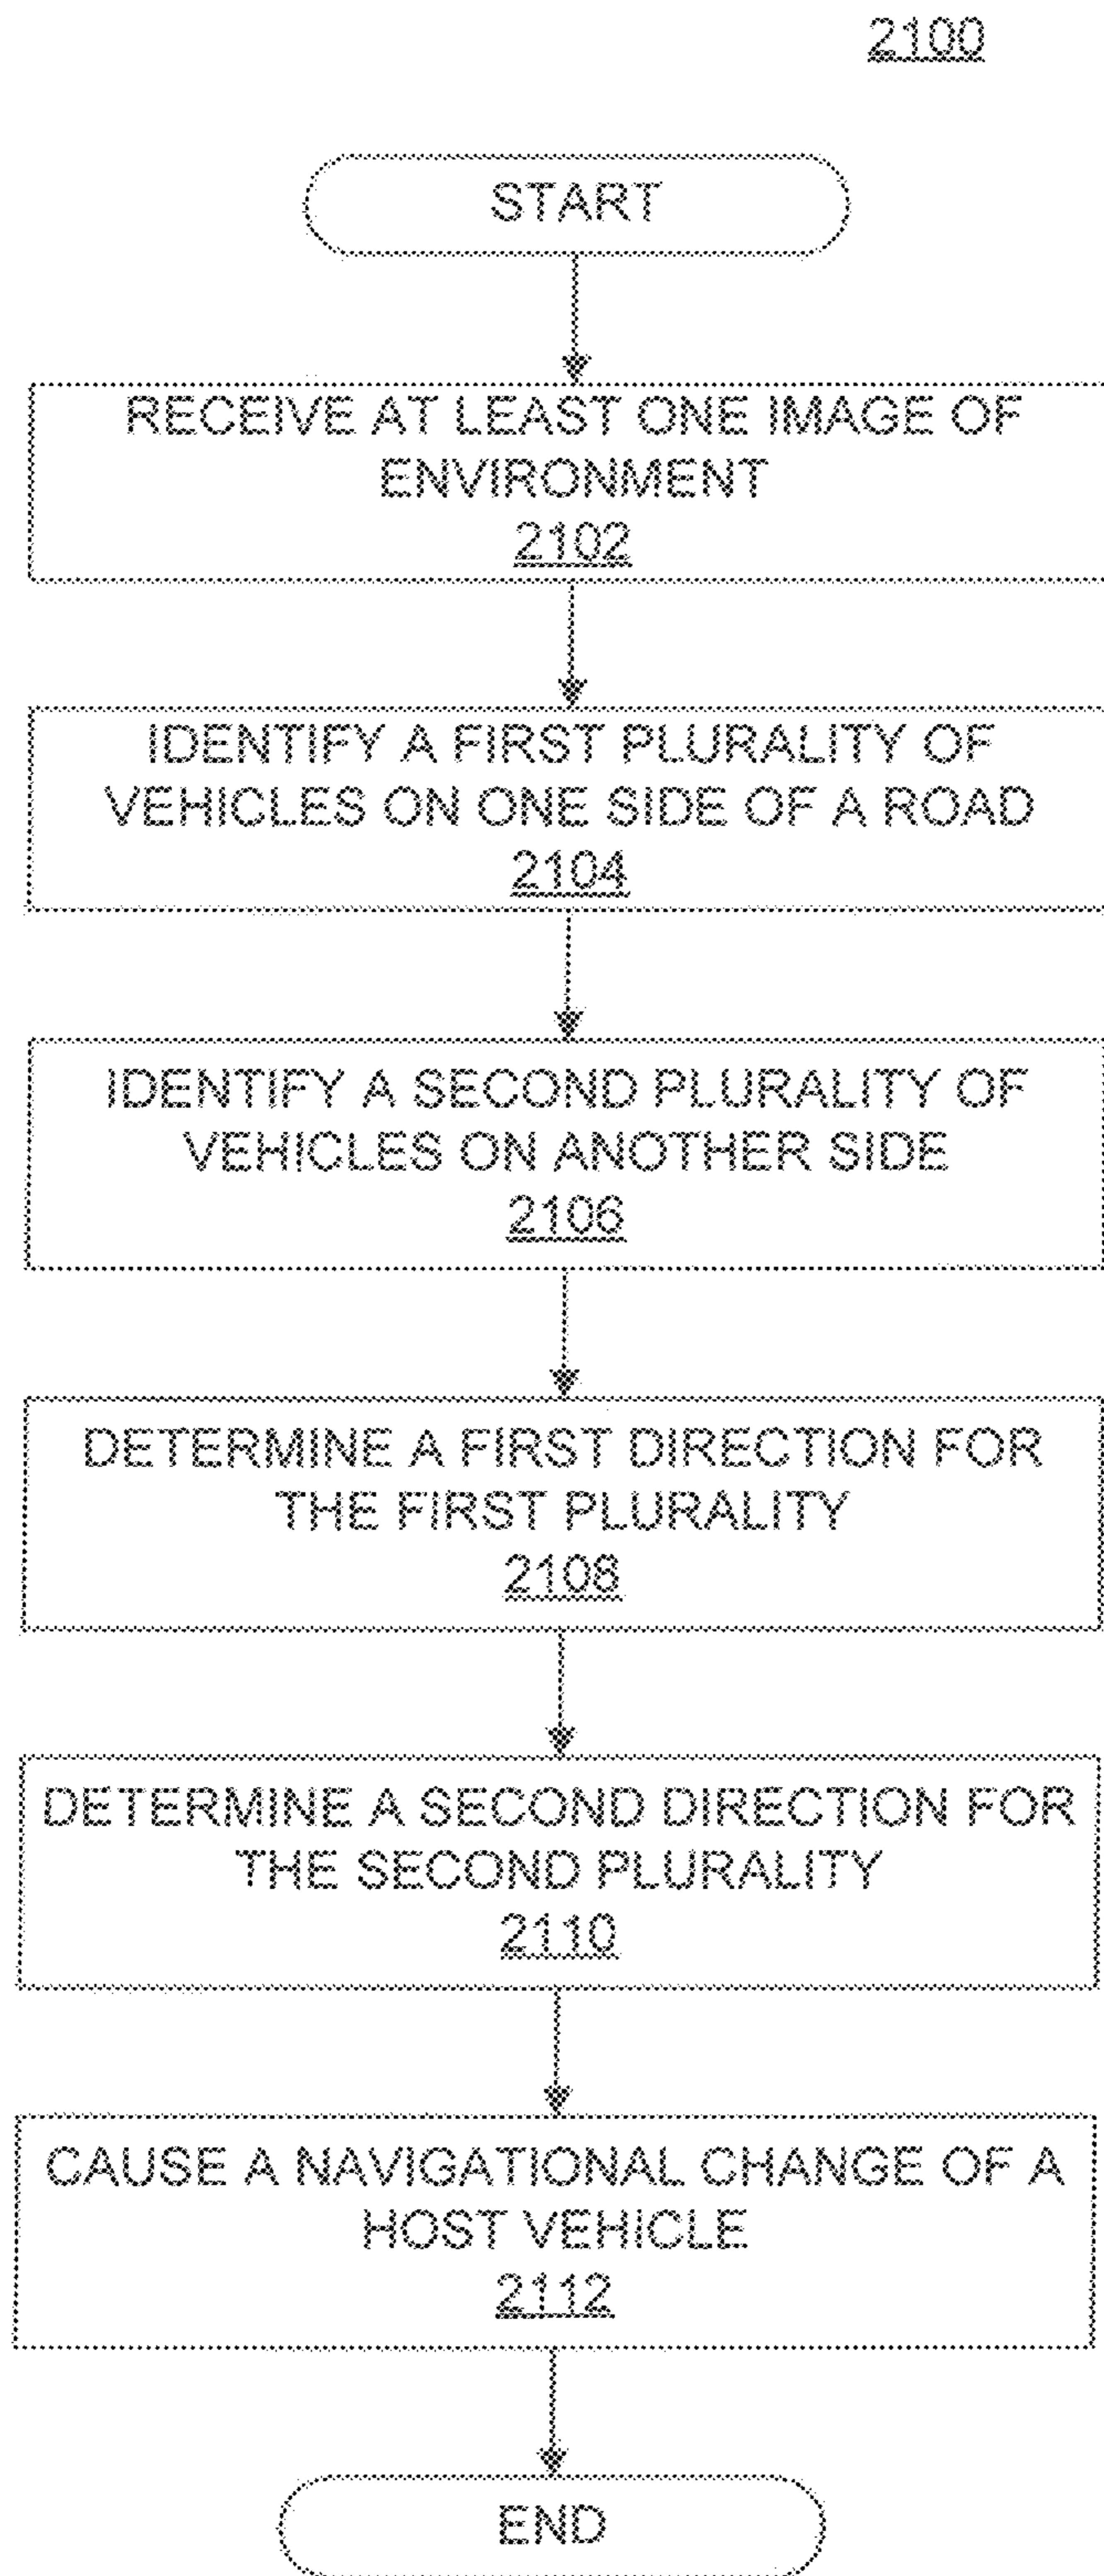 2100
START
RECEIVE AT LEAST ONE IMAGE OF
ENVIRONMENT
2102
IDENTIFY A FIRST PLURALITY OF
VEHICLES ON ONE SIDE OF A ROAD
2104
IDENTIFY A SECOND PLURALITY OF
VEHICLES ON ANOTHER SIDE
2106
DETERMINE A FIRST DIRECTION FOR
THE FIRST PLURALITY
2108
DETERMINE A SECOND DIRECTION FOR
THE SECOND PLURALITY
2110
CAUSE A NAVIGATIONAL CHANGE OF A
HOST VEHICLE
2112
END